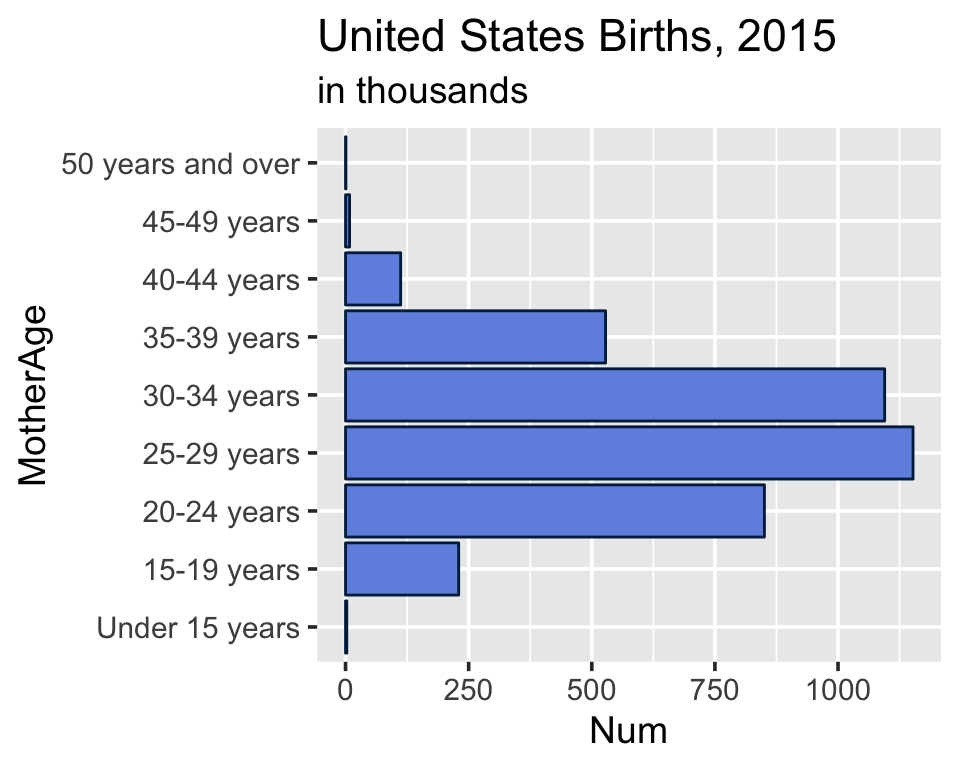 United States Births, 2015
in thousands
50 years and over
45-49 years
40-44 years
35-39 years
30-34 years
25-29 years
20-24 years
15-19 years
Under 15 years
MotherAge
0 250 500 750 1000
Num